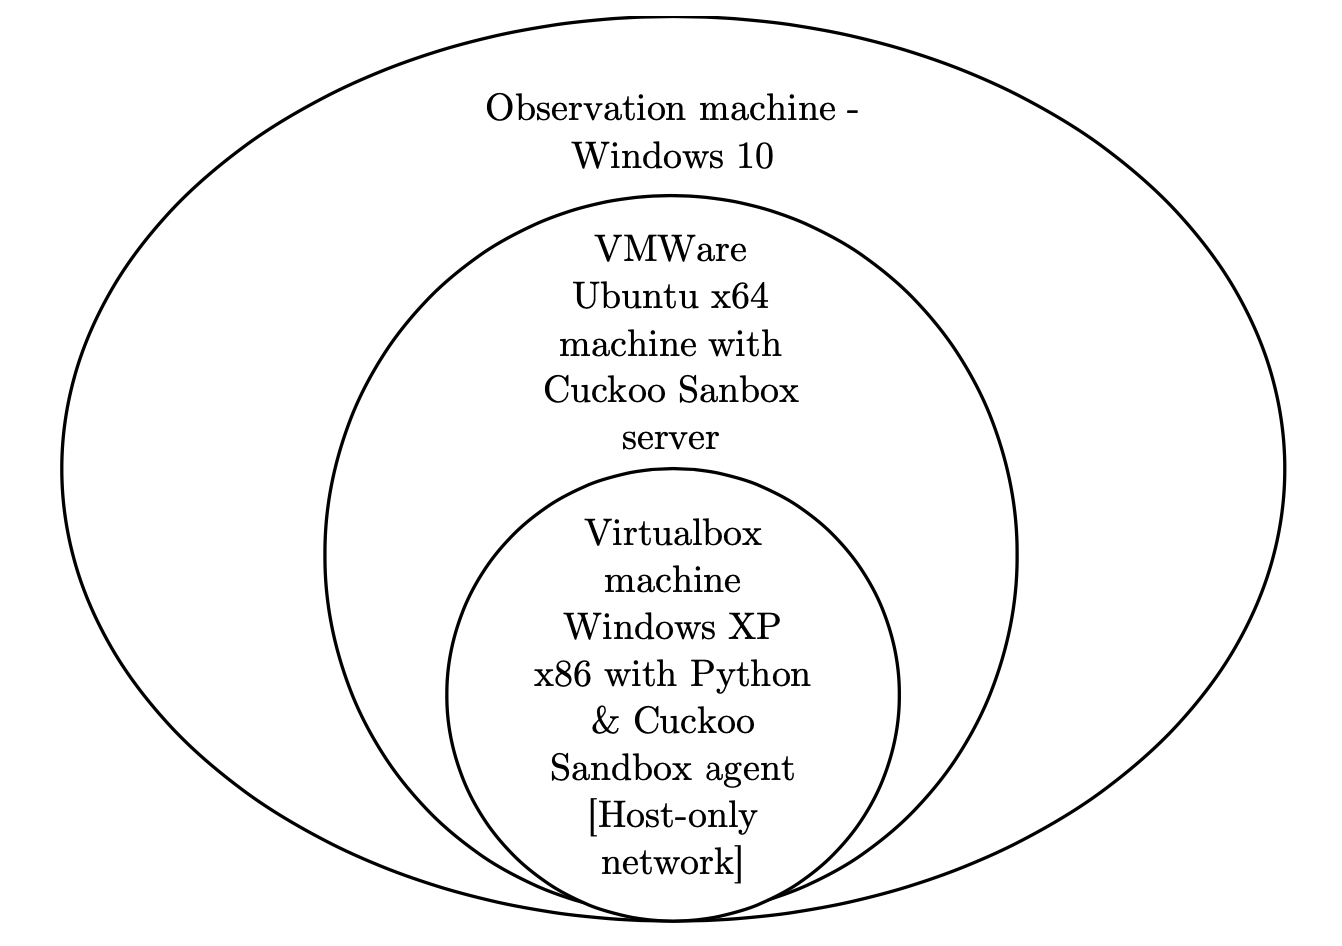 Observation machine -
Windows 10
VMWare
Ubuntu x64
machine with
Cuckoo Sanbox
server
Virtualbox
machine
Windows XP
x86 with Python
& Cuckoo
Sandbox agent
[Host-only
network]